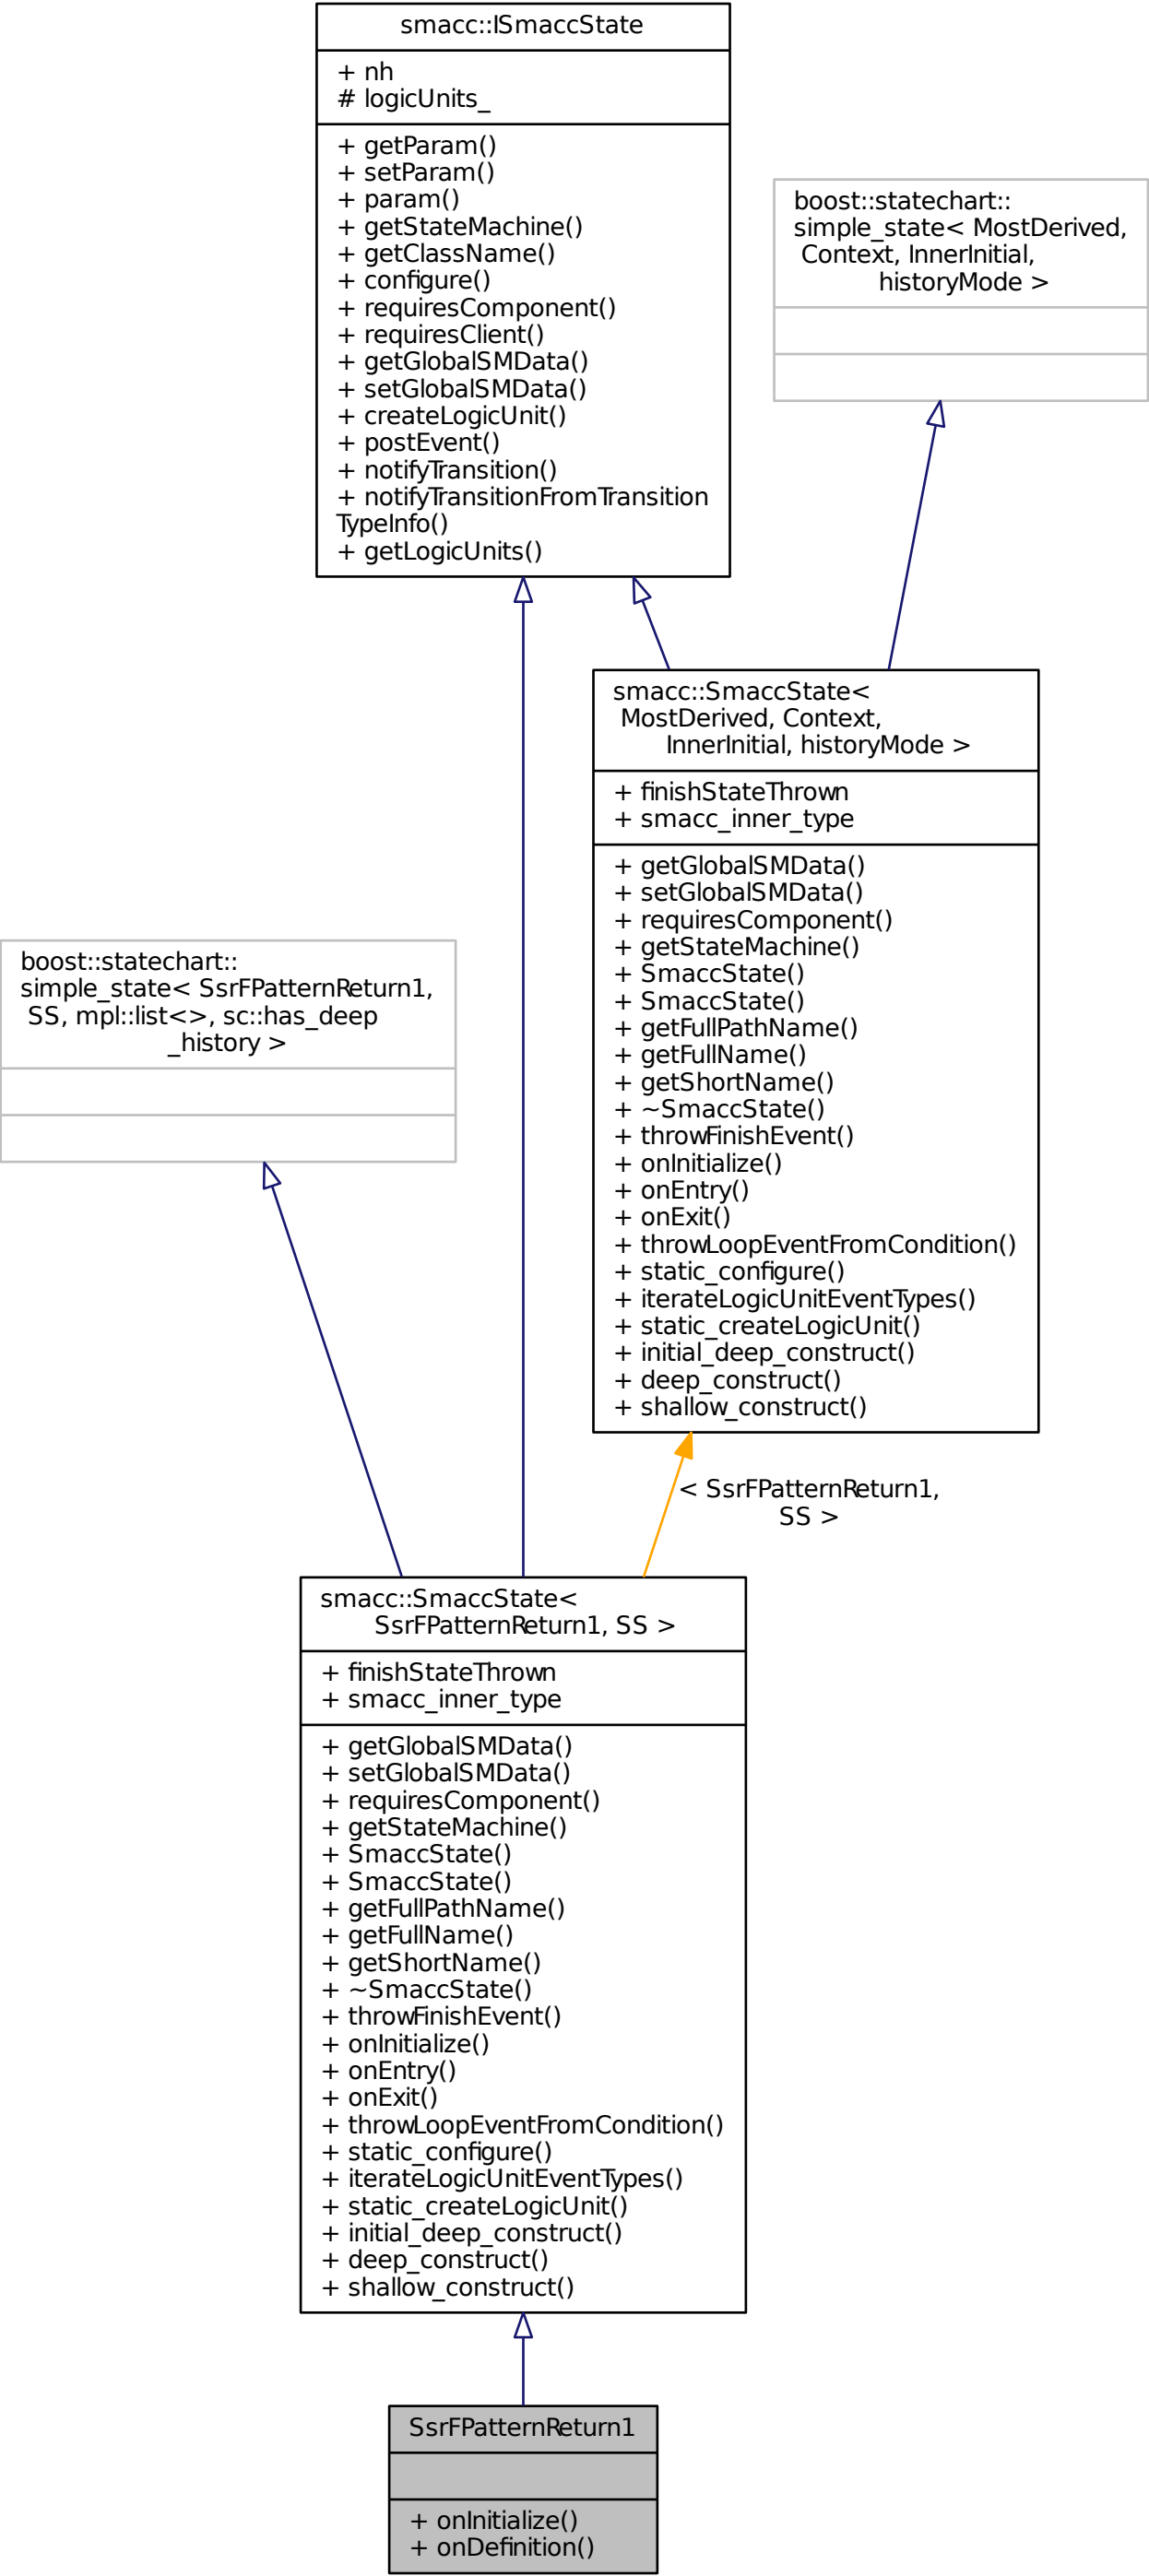 smacc::ISmaccState
+ nh
# logicUnits_
+ getParam()
+ setParam()
+ param()
+ getStateMachine()
+ getClassName()
+ configure()
+ requiresComponent()
+ requiresClient()
+ getGlobalSMData()
+ setGlobalSMData()
+ createLogicUnit()
+ postEvent()
+ notifyTransition()
+ notifyTransitionFromTransition
TypeInfo()
+ getLogicUnits()
boost::statechart::
simple_state< MostDerived,
Context, InnerInitial,
historyMode >
smacc::SmaccState<
MostDerived, Context,
InnerInitial, historyMode >
+ finishStateThrown
+ smacc_inner_type
+ getGlobalSMData()
+ setGlobalSMData()
+ requiresComponent()
+ getStateMachine()
+ SmaccState()
+ SmaccState()
+ getFullPathName()
+ getFullName()
+ getShortName()
+ ~SmaccState()
+ throwFinishEvent()
+ onInitialize()
+ onEntry()
+ onExit()
+ throwLoopEventFromCondition()
+ static_configure()
+ iterateLogicUnitEventTypes()
+ static_createLogicUnit()
+ initial_deep_construct()
+ deep_construct()
+ shallow_construct()
boost::statechart::
simple_state< SsrFPatternReturn1,
SS, mpl::list<>, sc::has_deep
_history >
< SsrFPatternReturn1,
SS >
smacc::SmaccState<
SsrFPatternReturn1, SS >
+ finishStateThrown
+ smacc_inner_type
+ getGlobalSMData()
+ setGlobalSMData()
+ requiresComponent()
+ getStateMachine()
+ SmaccState()
+ SmaccState()
+ getFullPathName()
+ getFullName()
+ getShortName()
+ ~SmaccState()
+ throwFinishEvent()
+ onInitialize()
+ onEntry()
+ onExit()
+ throwLoopEventFromCondition()
+ static_configure()
+ iterateLogicUnitEventTypes()
+ static_createLogicUnit()
+ initial_deep_construct()
+ deep_construct()
+ shallow_construct()
SsrFPatternReturn1
+ onInitialize()
+ onDefinition()